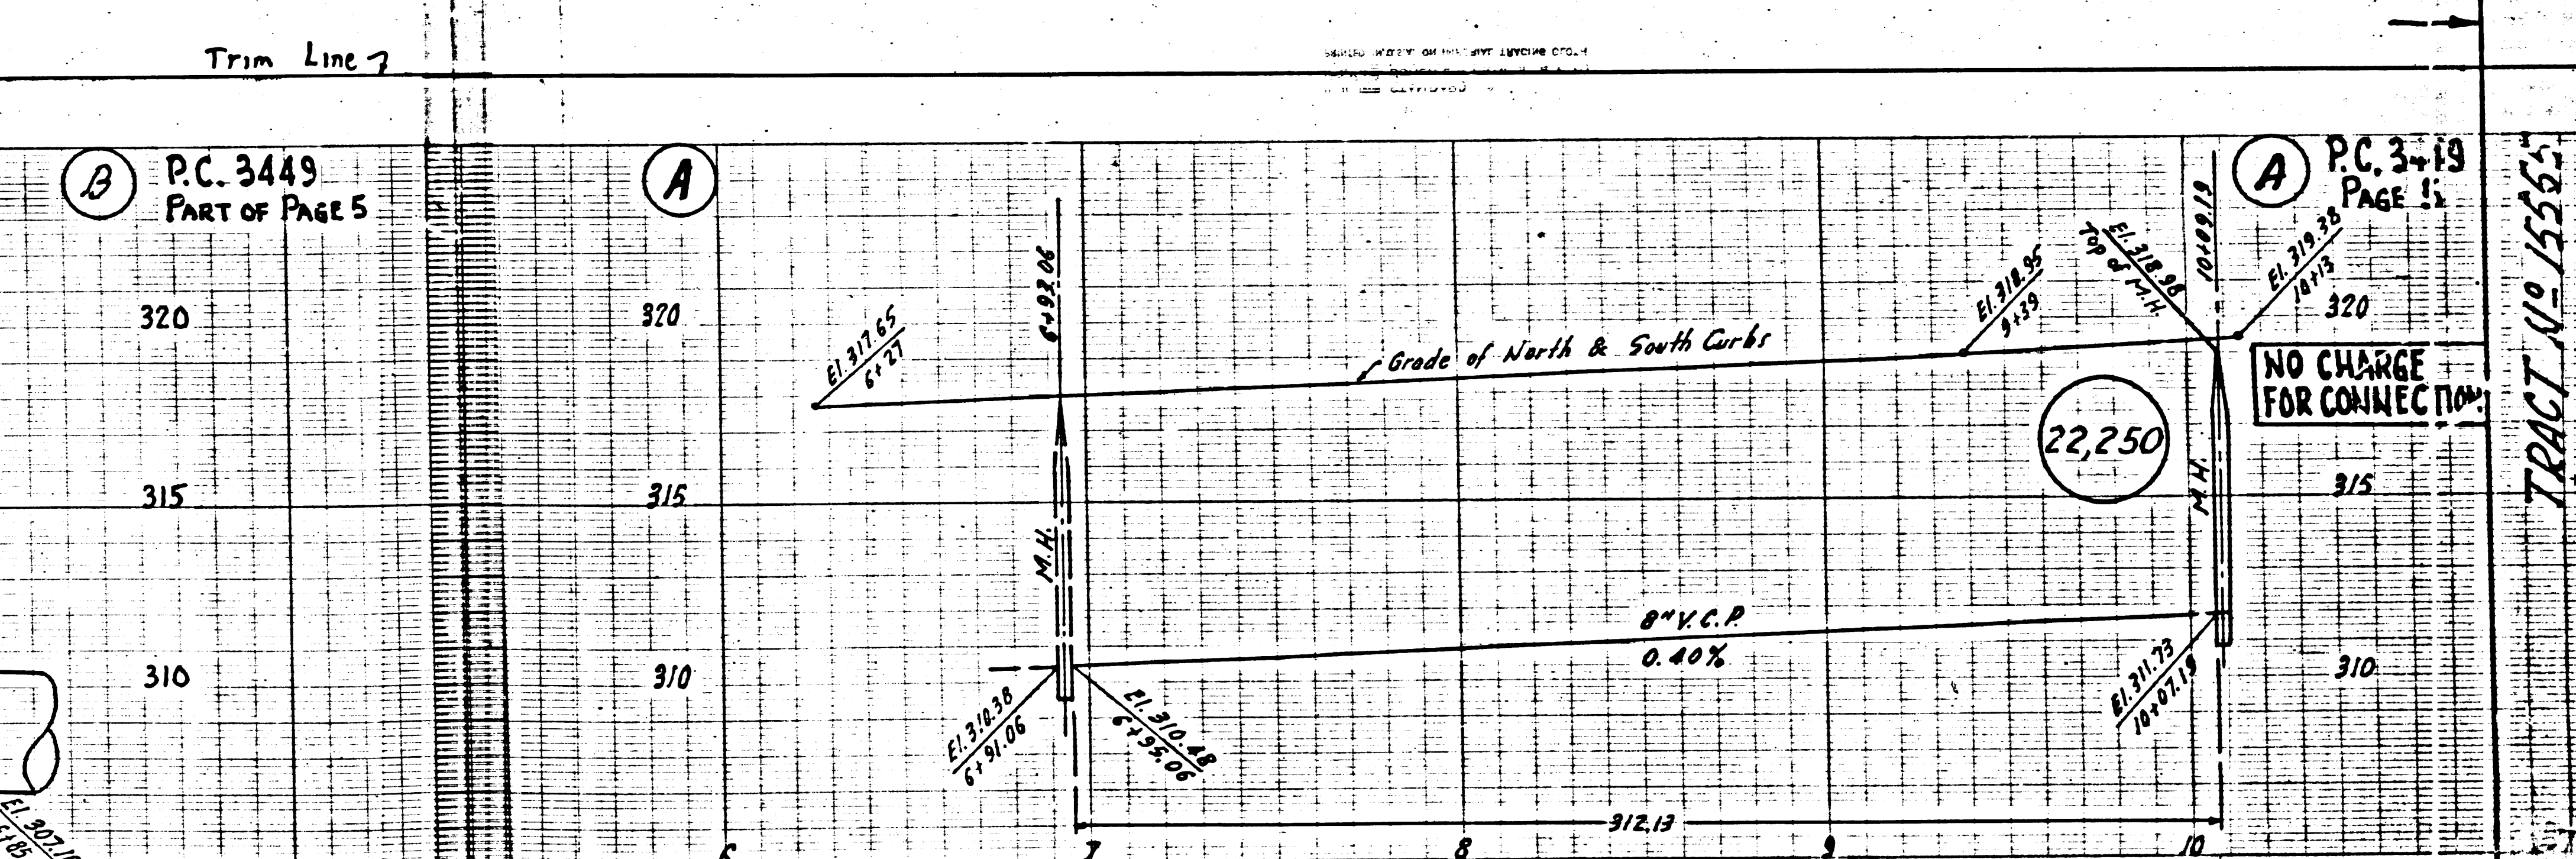 Trim Line
B
P.C. 3449
PART OF PAGE 5
A
A
PAGE
TRACT Nº 15565
320
320
320
El. 317.65
6+27
6+93.06
Grade of North & South Curbs
El. 318.95
9+39
El. 318.98
Top of M.H.
10+09.19
El. 319.38
10+13
NO CHARGE
FOR CONNECTION
22,250
315
315
315
M.H.
M.H.
8" V.C.P.
0.40%
310
310
310
El. 310.38
6+91.06
El. 310.48
6+95.06
El. 311.73
10+07.19
El. 307.
312.13
6
7
8
9
10